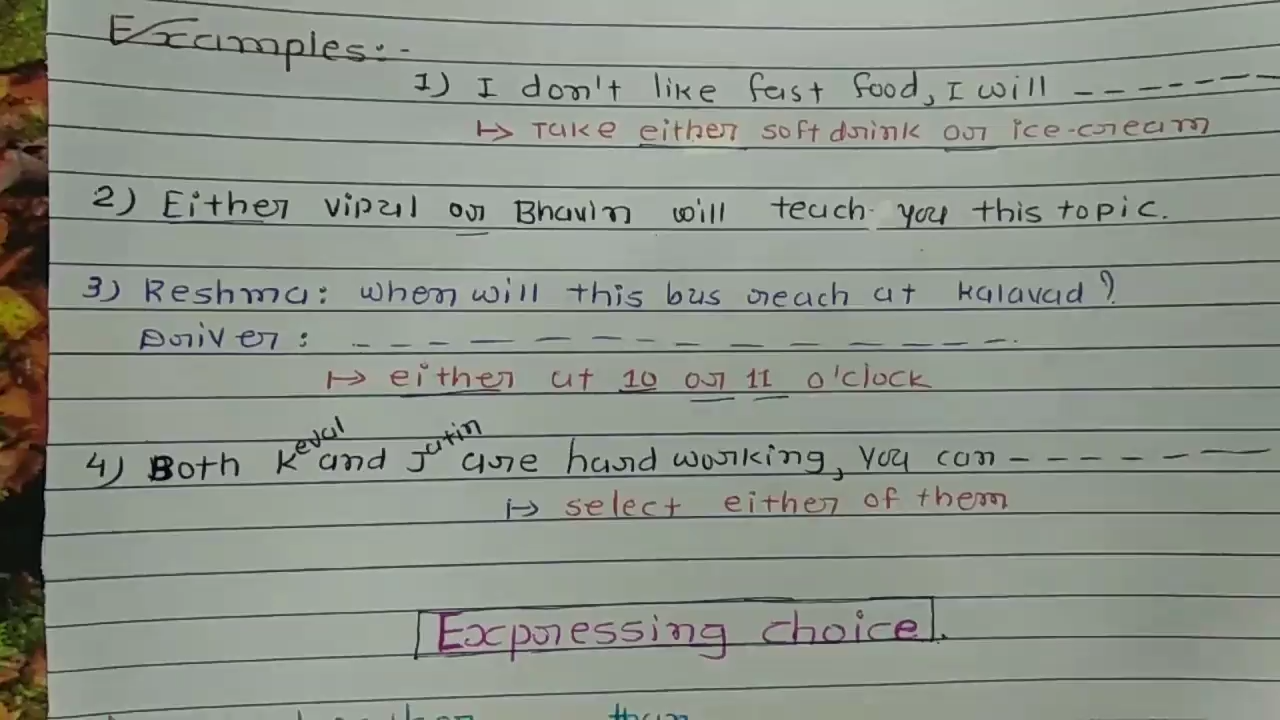 Examples:-
1) I don't like fast food, I will ------
↦ Take either soft drink or ice-cream
2) Either vipul or Bhavin will teach you this topic.
3) Reshma: when will this bus reach at kalavad?
Driver: _ _ _ _ _ _ _ _ _ _ _ _ _ _ .
↦ either at 10 or 11 o'clock
4) Both Keval and Jatin are hard working, you can ------
↦ select either of them
Expressing choice.
than